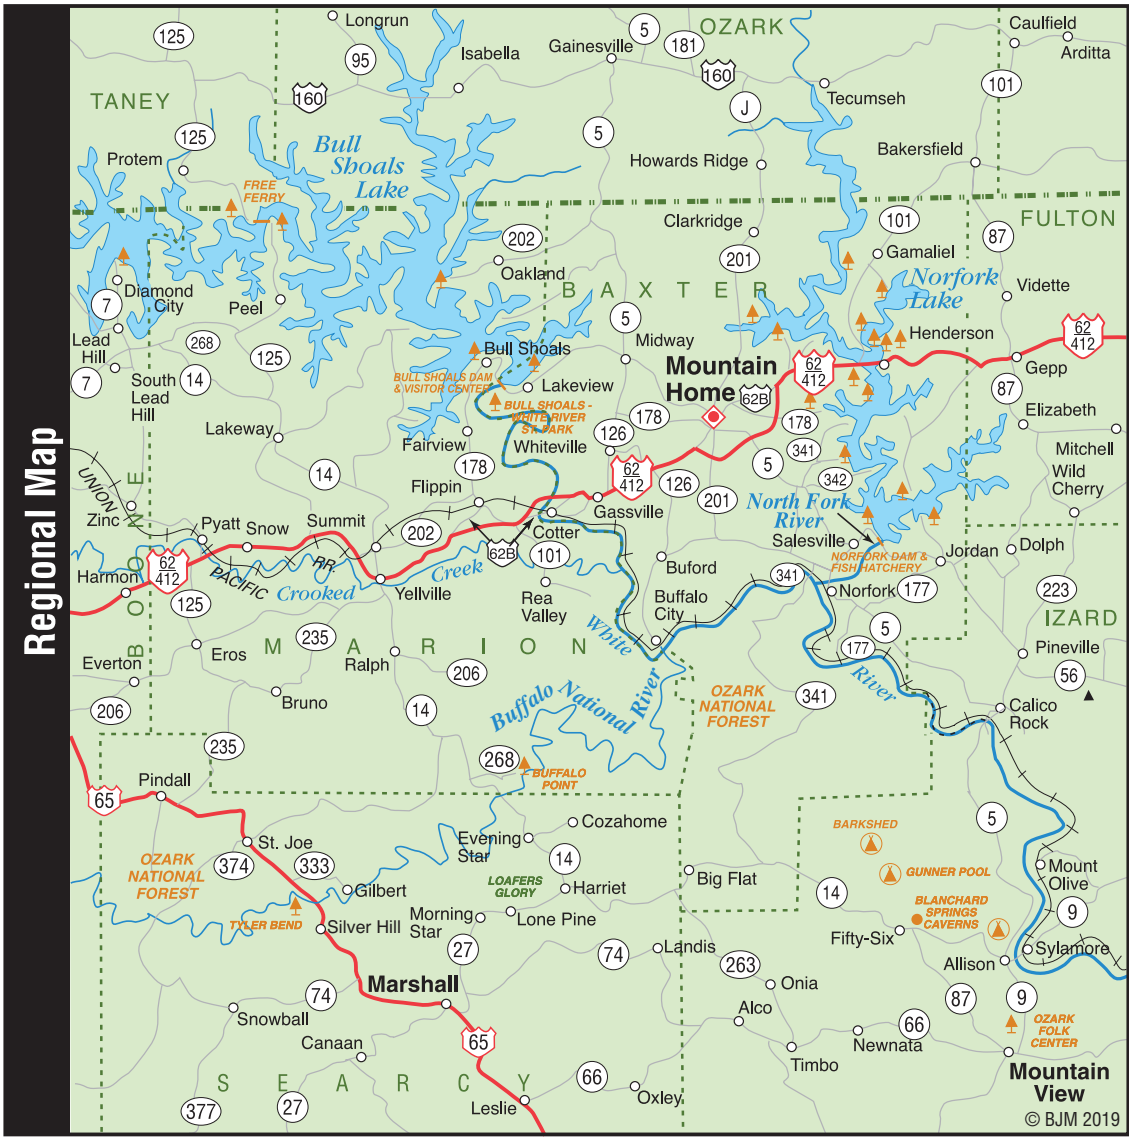 Regional Map
125
Longrun
95
Isabella
160
Gainesville
5
181
OZARK
160
Caulfield
Arditta
101
Tecumseh
J
TANEY
125
Protem
Bull
Shoals
Lake
5
Howards Ridge
Bakersfield
FREE
FERRY
Clarkridge
101
FULTON
87
202
Oakland
201
Gamaliel
Norfork
Lake
Vidette
Diamond
City
7
Peel
BAXTER
5
Midway
Henderson
62
412
Gepp
Lead
Hill
268
125
Bull Shoals
BULL SHOALS DAM
& VISITOR CENTER
Lakeview
Mountain
Home
62
412
62B
87
7
South
Lead
Hill
14
BULL SHOALS -
WHITE RIVER
ST. PARK
178
178
Elizabeth
Lakeway
Fairview
Whiteville
126
341
Mitchell
14
178
62
412
126
5
342
Wild
Cherry
UNION
Flippin
201
North Fork
River
Zinc
Pyatt
Snow
Summit
202
Gassville
Cotter
62B
101
Salesville
NORFORK DAM &
FISH HATCHERY
Jordan
Dolph
Harmon
62
412
PACIFIC
RR
Crooked
Creek
Yellville
Buford
341
Norfork
177
223
125
Rea
Valley
Buffalo
City
BOONE
235
MARION
White
5
IZARD
Eros
Ralph
177
Pineville
Everton
206
River
56
206
Bruno
14
Buffalo National
River
OZARK
NATIONAL
FOREST
341
Calico
Rock
235
268
BUFFALO
POINT
Pindall
65
5
Cozahome
BARKSHED
St. Joe
Evening
Star
OZARK
NATIONAL
FOREST
374
333
14
GUNNER POOL
Mount
Olive
Gilbert
LOAFERS
GLORY
Harriet
Big Flat
14
TYLER BEND
Silver Hill
Morning
Star
Lone Pine
BLANCHARD
SPRINGS
CAVERNS
9
27
74
Landis
Fifty-Six
Sylamore
Allison
263
Marshall
74
Onia
87
9
Snowball
Alco
66
OZARK
FOLK
CENTER
65
Canaan
Newnata
Timbo
Mountain
View
SEARCY
66
Oxley
377
27
Leslie
© BJM 2019